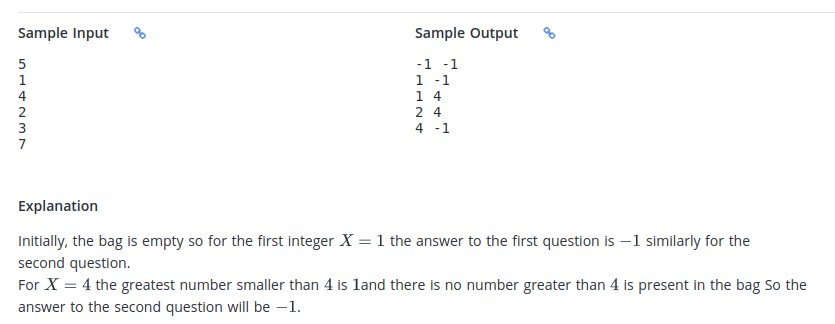 Sample Input
Sample Output
5
1
4
2
3
7
-1 -1
1 -1
1 4
2 4
4 -1
Explanation
Initially, the bag is empty so for the first integer X = 1 the answer to the first question is −1 similarly for the
second question.
For X = 4 the greatest number smaller than 4 is 1and there is no number greater than 4 is present in the bag So the
answer to the second question will be −1.